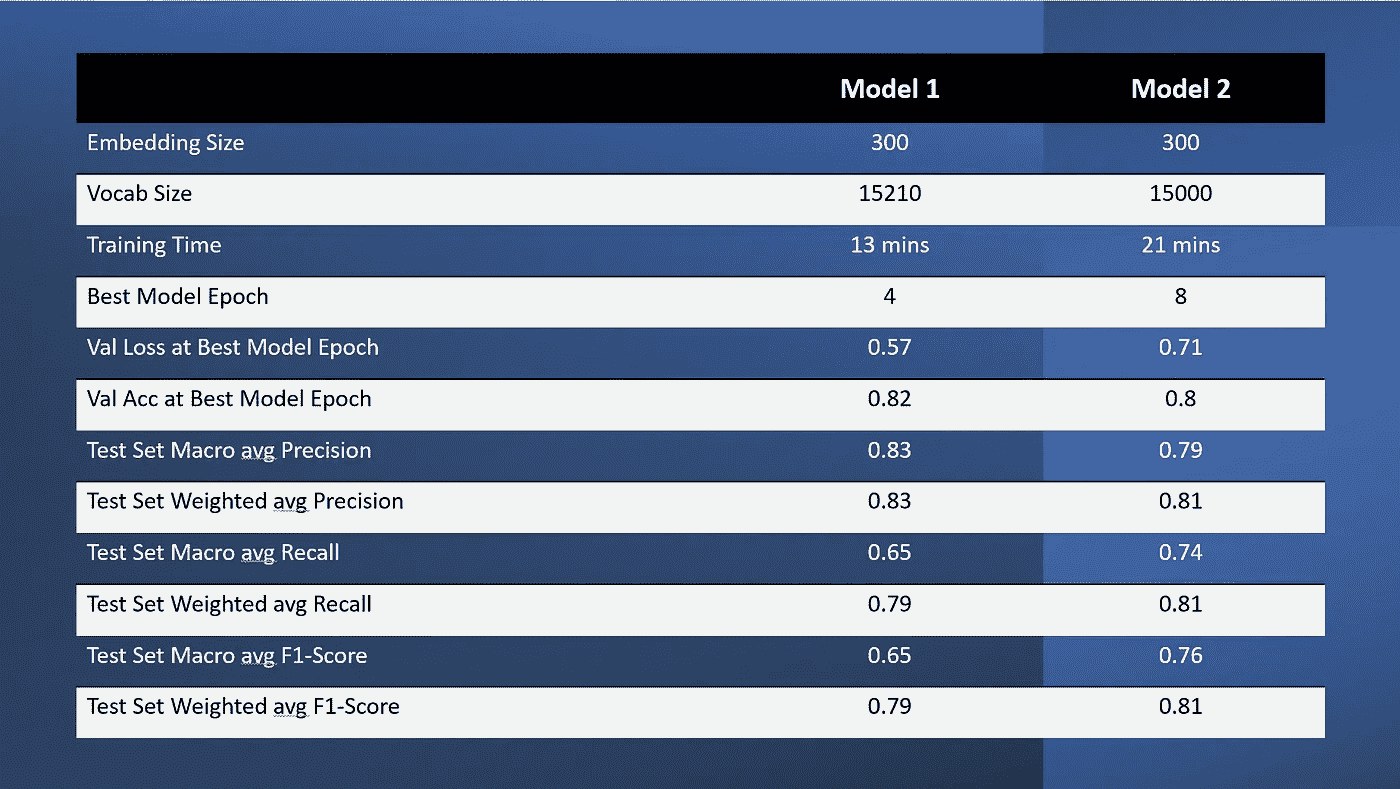 Model 1 Model 2
Embedding Size 300 300
Vocab Size 15210 15000
Training Time 13 mins 21 mins
Best Model Epoch 4 8
Val Loss at Best Model Epoch 0.57 0.71
Val Acc at Best Model Epoch 0.82 0.8
Test Set Macro avg Precision 0.83 0.79
Test Set Weighted avg Precision 0.83 0.81
Test Set Macro avg Recall 0.65 0.74
Test Set Weighted avg Recall 0.79 0.81
Test Set Macro avg F1-Score 0.65 0.76
Test Set Weighted avg F1-Score 0.79 0.81